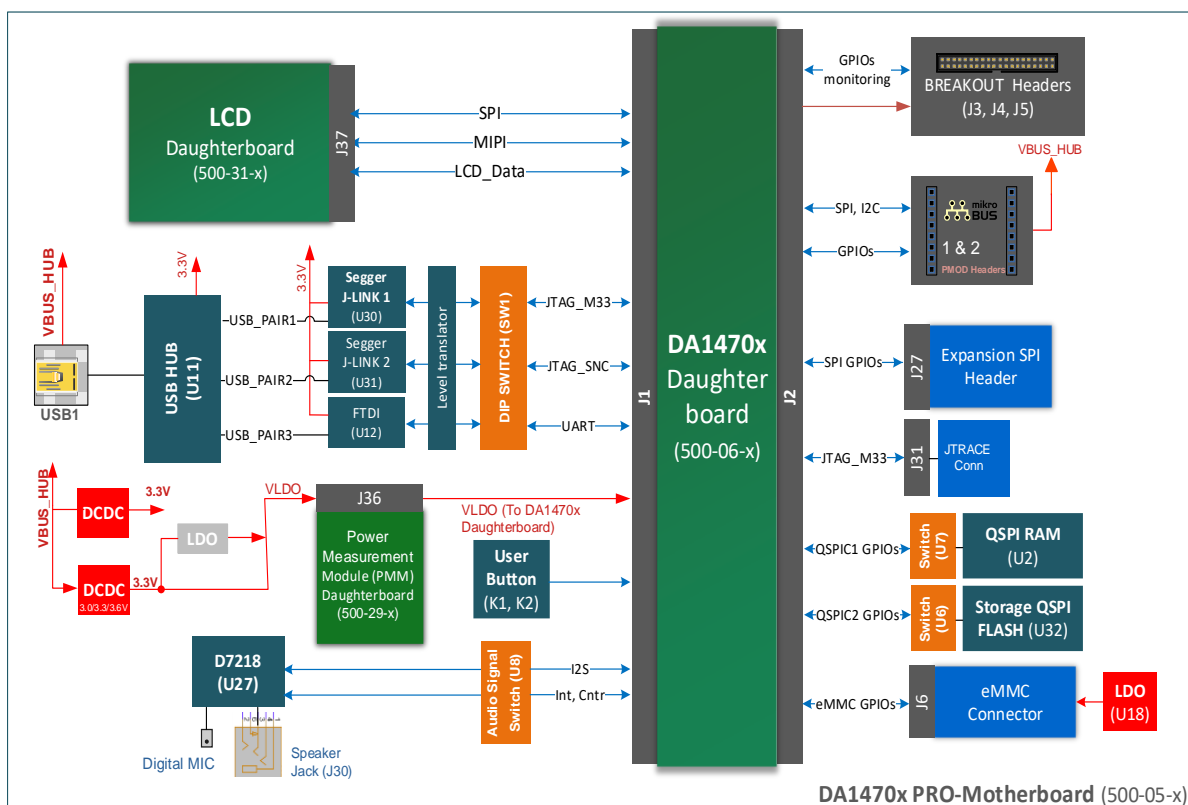 LCD
Daughterboard
(500-31-x)
J37
SPI
MIPI
LCD_Data
VBUS_HUB
USB1
3.3V
USB HUB
(U11)
USB_PAIR1
USB_PAIR2
USB_PAIR3
3.3V
Segger
J-LINK 1
(U30)
Segger
J-LINK 2
(U31)
FTDI
(U12)
Level translator
DIP SWITCH (SW1)
JTAG_M33
JTAG_SNC
UART
VBUS_HUB
DCDC
3.3V
LDO
DCDC
3.0/3.3/3.6V
3.3V
VLDO
J36
Power
Measurement
Module (PMM)
Daughterboard
(500-29-x)
VLDO (To DA1470x
Daughterboard)
User
Button
(K1, K2)
D7218
(U27)
Digital MIC
2 5 3 4 1
Speaker
Jack (J30)
Audio Signal
Switch (U8)
I2S
Int, Cntr
J1
DA1470x
Daughter
board
(500-06-x)
J2
GPIOs
monitoring
BREAKOUT Headers
(J3, J4, J5)
VBUS_HUB
SPI, I2C
GPIOs
mikro
BUS
1 & 2
PMOD Headers
SPI GPIOs
J27
Expansion SPI
Header
JTAG_M33
J31
JTRACE
Conn
QSPIC1 GPIOs
Switch
(U7)
QSPI RAM
(U2)
QSPIC2 GPIOs
Switch
(U6)
Storage QSPI
FLASH (U32)
eMMC GPIOs
J6
eMMC
Connector
LDO
(U18)
DA1470x PRO-Motherboard (500-05-x)